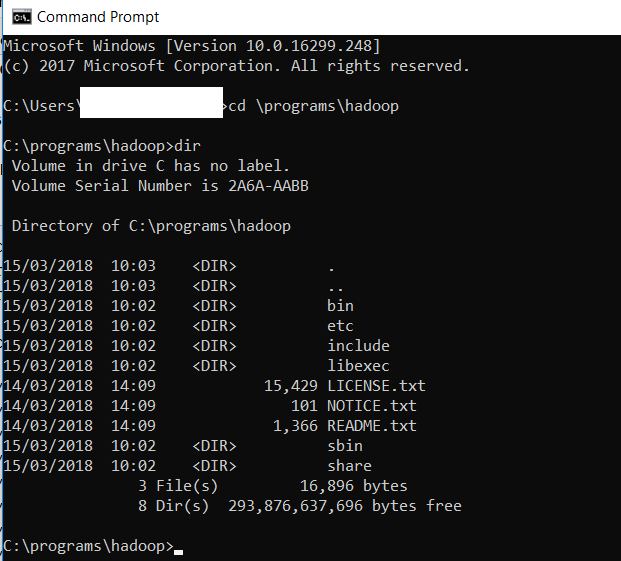 Command Prompt
Microsoft Windows [Version 10.0.16299.248]
(c) 2017 Microsoft Corporation. All rights reserved.
C:\Users\ >cd \programs\hadoop
C:\programs\hadoop>dir
 Volume in drive C has no label.
 Volume Serial Number is 2A6A-AABB
 Directory of C:\programs\hadoop
15/03/2018  10:03    <DIR>          .
15/03/2018  10:03    <DIR>          ..
15/03/2018  10:02    <DIR>          bin
15/03/2018  10:02    <DIR>          etc
15/03/2018  10:02    <DIR>          include
15/03/2018  10:02    <DIR>          libexec
14/03/2018  14:09            15,429 LICENSE.txt
14/03/2018  14:09               101 NOTICE.txt
14/03/2018  14:09             1,366 README.txt
15/03/2018  10:02    <DIR>          sbin
15/03/2018  10:02    <DIR>          share
               3 File(s)         16,896 bytes
               8 Dir(s)  293,876,637,696 bytes free
C:\programs\hadoop>